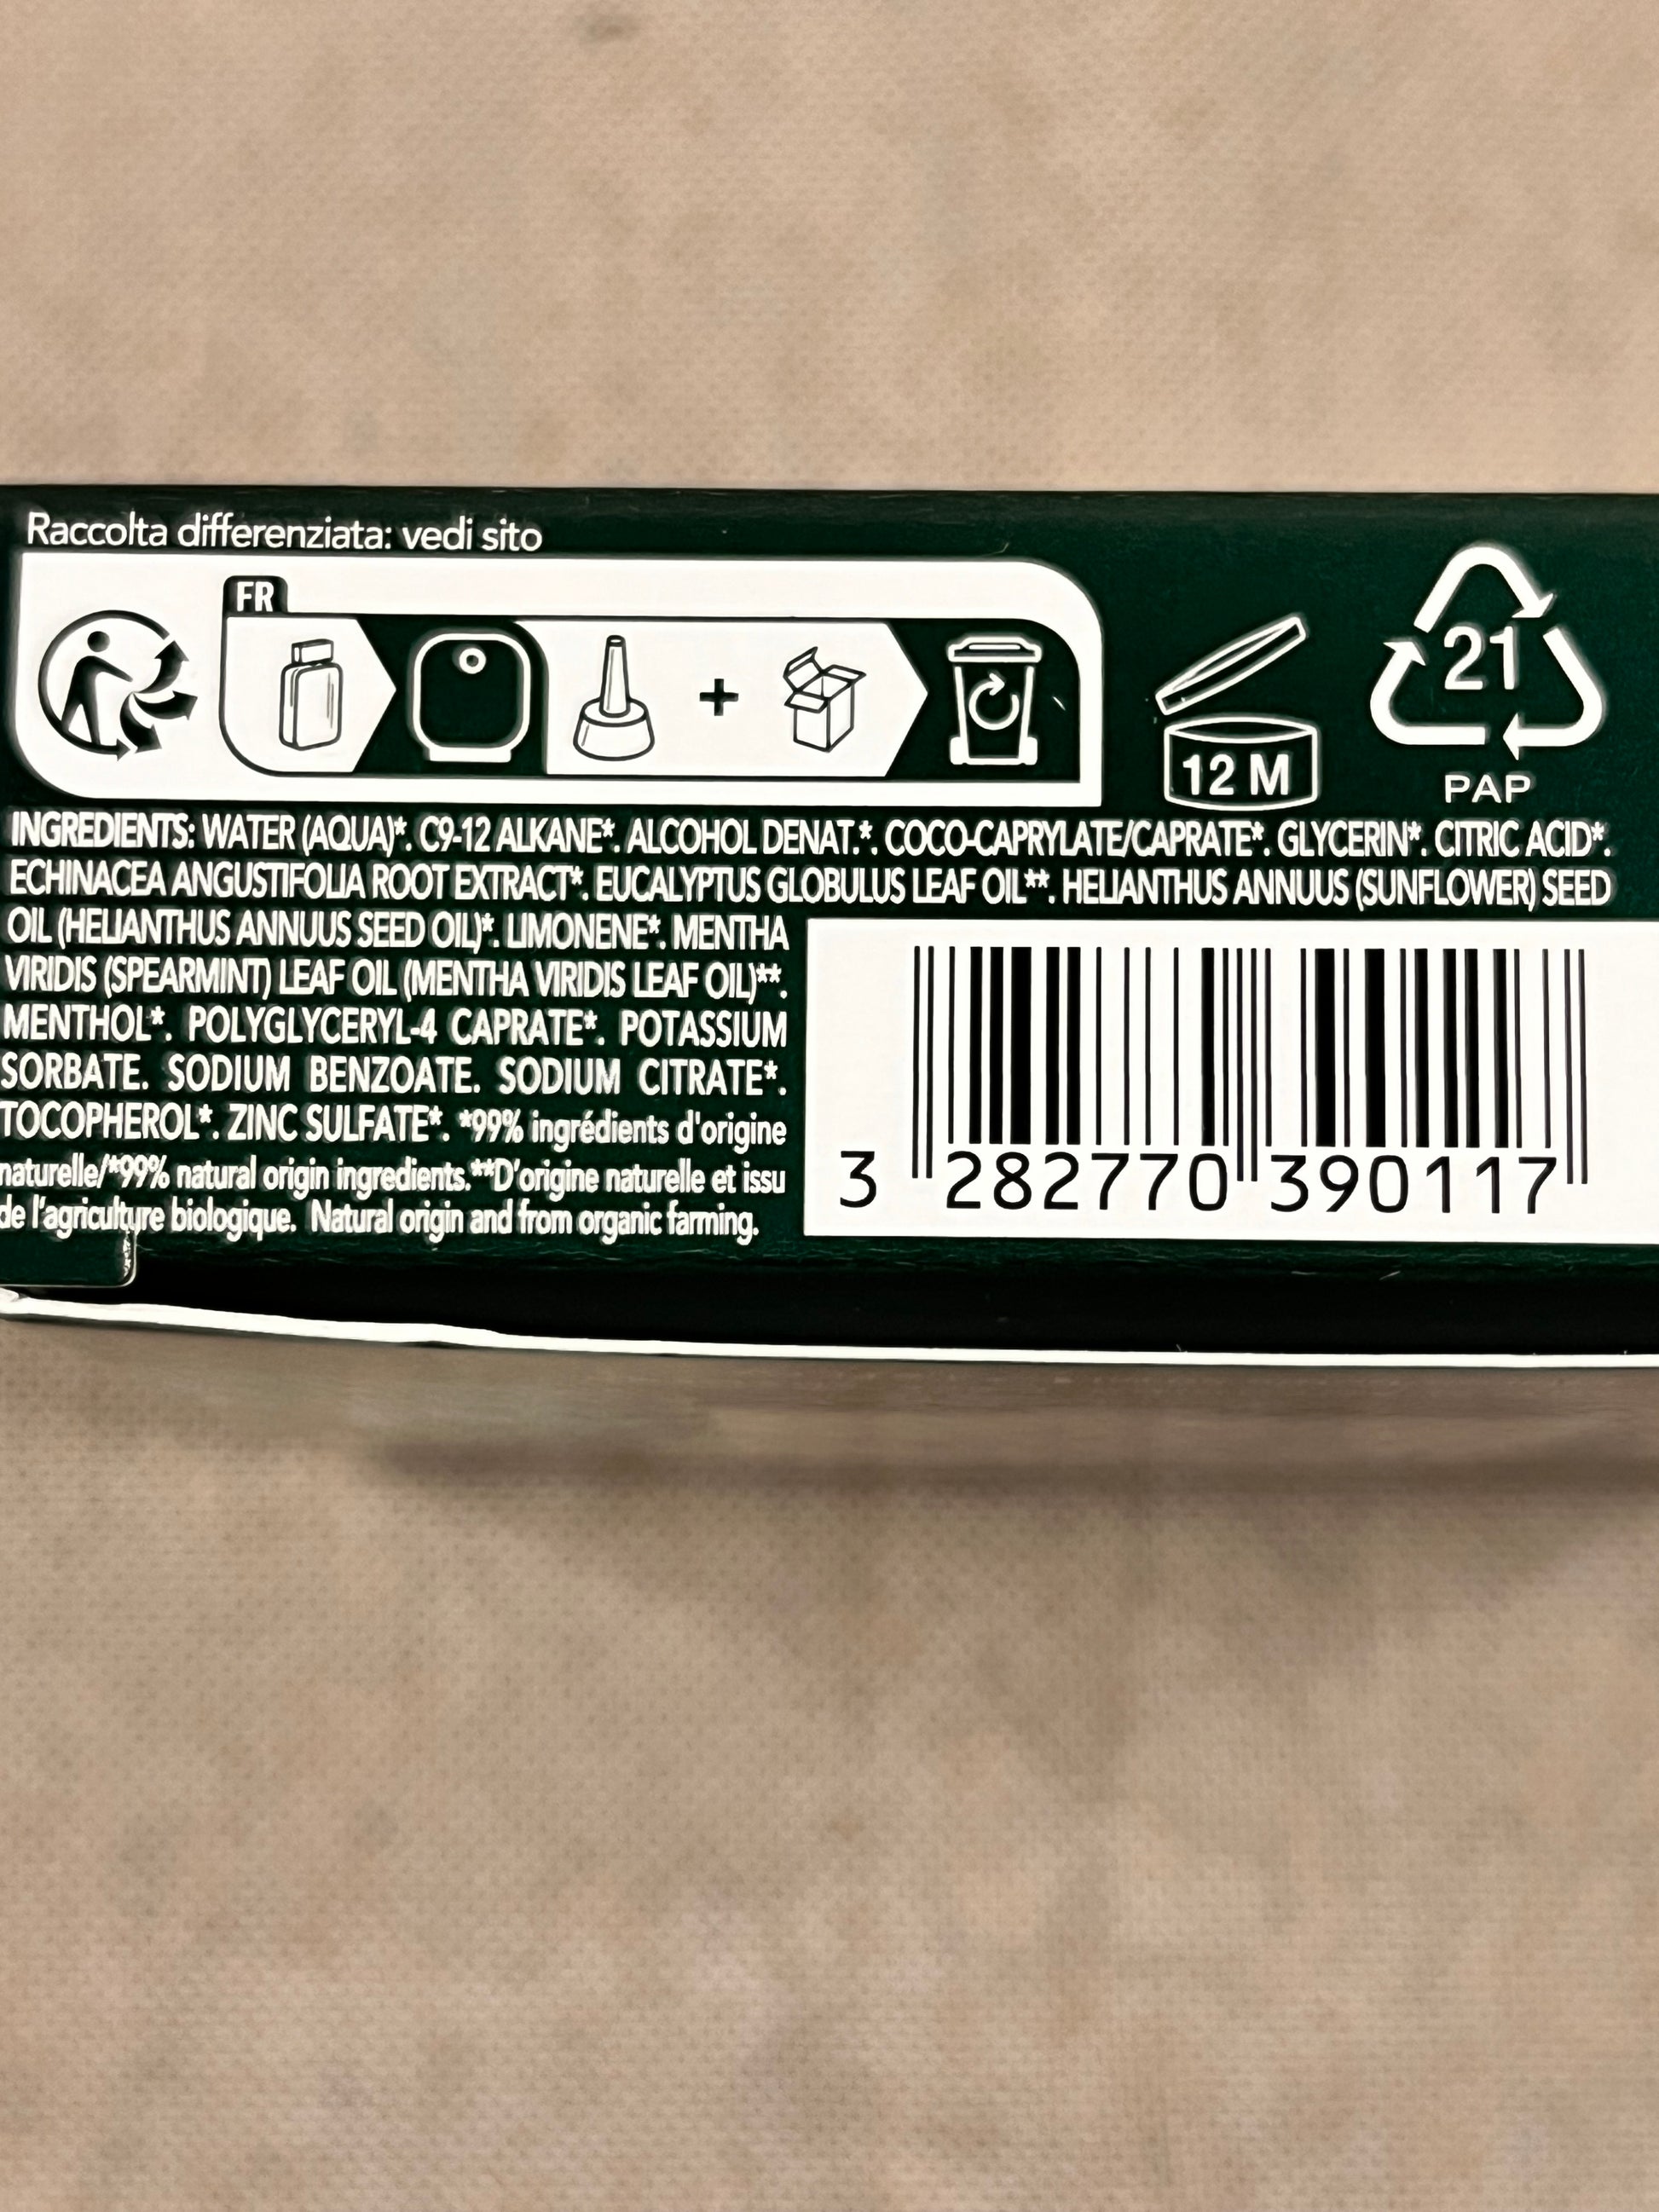 Raccolta differenziata: vedi sito
FR
+
12 M
21
PAP
INGREDIENTS: WATER (AQUA)*. C9-12 ALKANE*. ALCOHOL DENAT.*. COCO-CAPRYLATE/CAPRATE*. GLYCERIN*. CITRIC ACID*.
ECHINACEA ANGUSTIFOLIA ROOT EXTRACT*. EUCALYPTUS GLOBULUS LEAF OIL**. HELIANTHUS ANNUUS (SUNFLOWER) SEED
OIL (HELIANTHUS ANNUUS SEED OIL)*. LIMONENE*. MENTHA
VIRIDIS (SPEARMINT) LEAF OIL (MENTHA VIRIDIS LEAF OIL)**.
MENTHOL*. POLYGLYCERYL-4 CAPRATE*. POTASSIUM
SORBATE. SODIUM BENZOATE. SODIUM CITRATE*.
TOCOPHEROL*. ZINC SULFATE*. *99% ingrédients d'origine
naturelle/*99% natural origin ingredients.**D'origine naturelle et issu
de l'agriculture biologique. Natural origin and from organic farming.
3 282770 390117